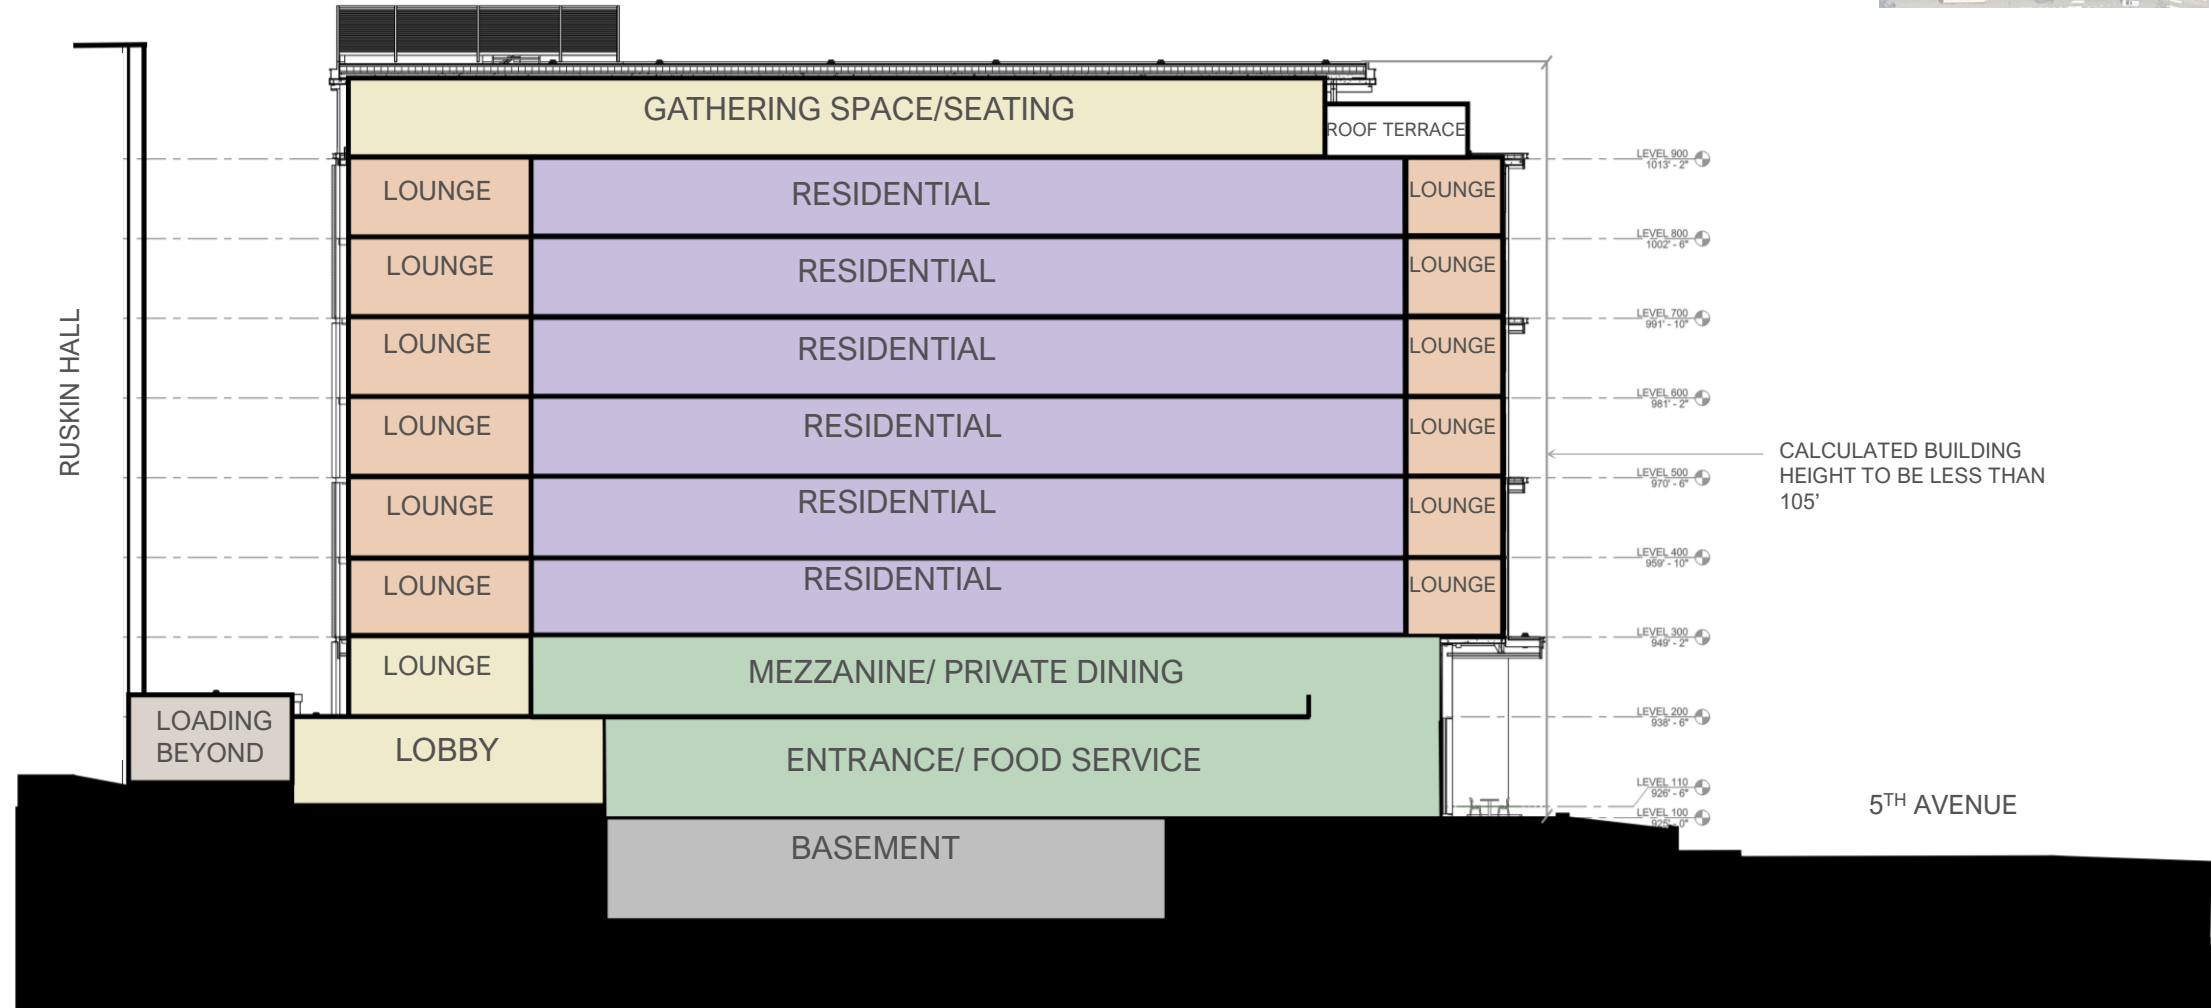 GATHERING SPACE/SEATING
ROOF TERRACE
LEVEL 900
1013' - 2"
LOUNGE
RESIDENTIAL
LOUNGE
LEVEL 800
1002' - 6"
LOUNGE
RESIDENTIAL
LOUNGE
LEVEL 700
991' - 10"
RUSKIN HALL
LOUNGE
RESIDENTIAL
LOUNGE
LEVEL 600
981' - 2"
LOUNGE
RESIDENTIAL
LOUNGE
CALCULATED BUILDING
HEIGHT TO BE LESS THAN
105’
LEVEL 500
970' - 6"
LOUNGE
RESIDENTIAL
LOUNGE
LEVEL 400
959' - 10"
LOUNGE
RESIDENTIAL
LOUNGE
LEVEL 300
949' - 2"
LOUNGE
MEZZANINE/ PRIVATE DINING
LEVEL 200
938' - 6"
LOADING
BEYOND
LOBBY
ENTRANCE/ FOOD SERVICE
LEVEL 110
926' - 6"
LEVEL 100
925' - 0"
5TH AVENUE
BASEMENT